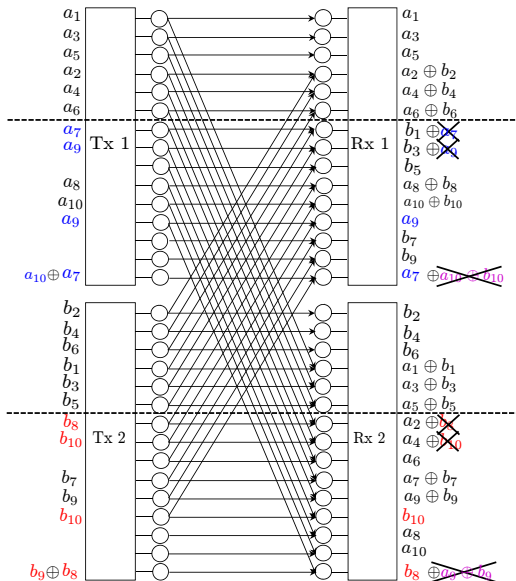 a₁ a₁
a₃ a₃
a₅ a₅
a₂ a₂ ⊕ b₂
a₄ a₄ ⊕ b₄
a₆ a₆ ⊕ b₆
a₇ Tx 1 Rx 1 b₁ ⊕ a₇
a₉ b₃ ⊕ a₉
b₅
a₈ a₈ ⊕ b₈
a₁₀ a₁₀ ⊕ b₁₀
a₉ a₉
b₇
b₉
a₁₀ ⊕ a₇ a₇ ⊕ a₁₀ ⊕ b₁₀
b₂ b₂
b₄ b₄
b₆ b₆
b₁ a₁ ⊕ b₁
b₃ a₃ ⊕ b₃
b₅ a₅ ⊕ b₅
b₈ a₂ ⊕ b₈
b₁₀ Tx 2 Rx 2 a₄ ⊕ b₁₀
a₆
b₇ a₇ ⊕ b₇
b₉ a₉ ⊕ b₉
b₁₀ b₁₀
a₈
a₁₀
b₉ ⊕ b₈ b₈ ⊕ a₉ ⊕ b₉